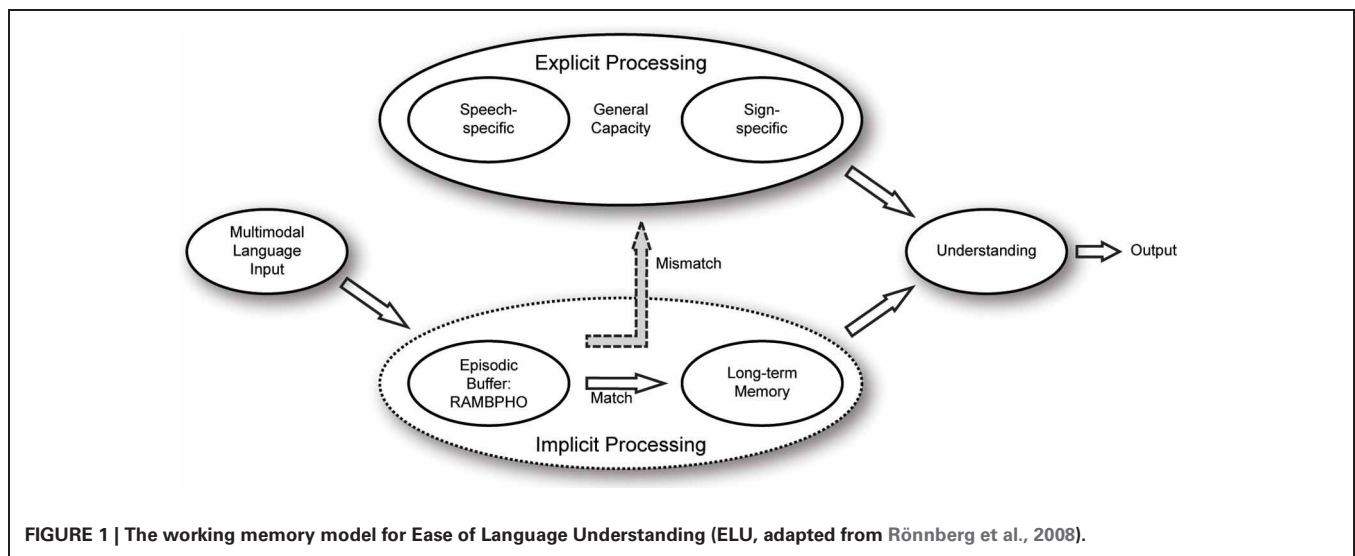 Explicit Processing
Speech-
specific
General
Capacity
Sign-
specific
Multimodal
Language
Input
Mismatch
Understanding
Output
Episodic
Buffer:
RAMBPHO
Match
Long-term
Memory
Implicit Processing
FIGURE 1 | The working memory model for Ease of Language Understanding (ELU, adapted from Rönnberg et al., 2008).